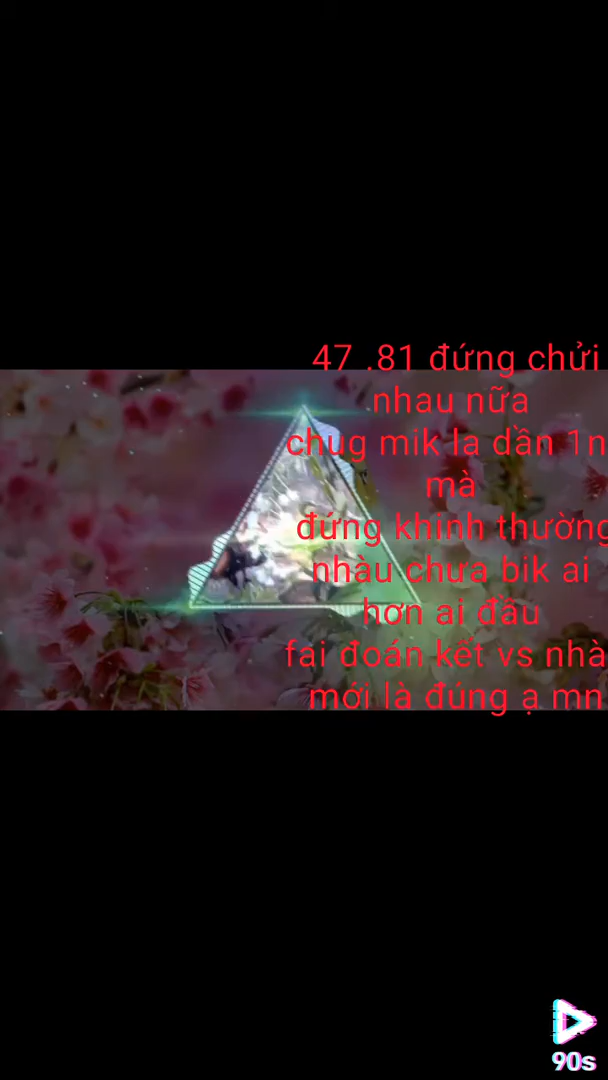 47 .81 đứng chửi
nhau nữa
chug mik la dần 1n
mà
đứng khinh thường
nhàu chưa bik ai
hơn ai đầu
fai đoán kết vs nhà
mới là đúng ạ mn
90s